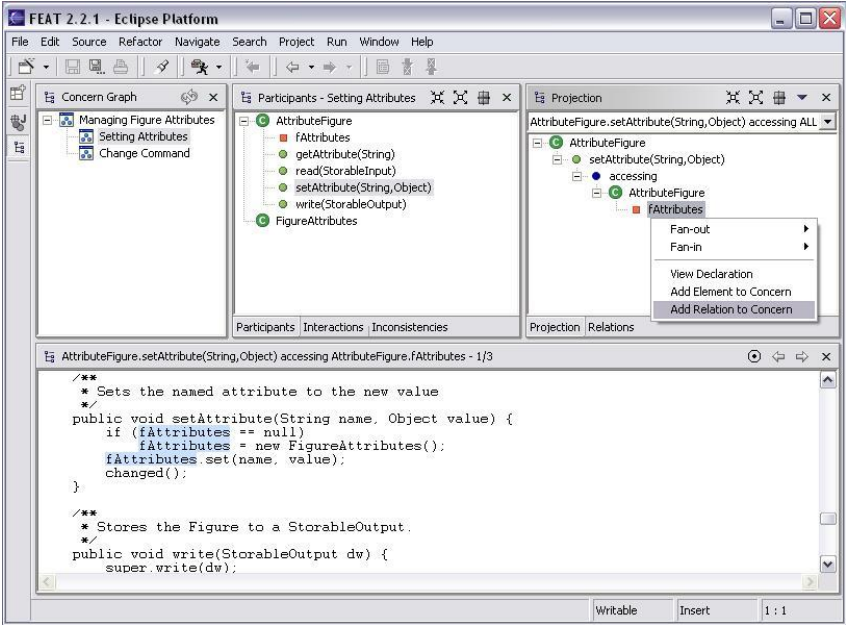 FEAT 2.2.1 - Eclipse Platform
File Edit Source Refactor Navigate Search Project Run Window Help
Concern Graph
Managing Figure Attributes
Setting Attributes
Change Command
Participants - Setting Attributes
AttributeFigure
fAttributes
getAttribute(String)
read(StorableInput)
setAttribute(String,Object)
write(StorableOutput)
FigureAttributes
Participants Interactions Inconsistencies
Projection
AttributeFigure.setAttribute(String,Object) accessing ALL
AttributeFigure
setAttribute(String,Object)
accessing
AttributeFigure
fAttributes
Fan-out
Fan-in
View Declaration
Add Element to Concern
Add Relation to Concern
Projection Relations
AttributeFigure.setAttribute(String,Object) accessing AttributeFigure.fAttributes - 1/3
/**
* Sets the named attribute to the new value
*/
public void setAttribute(String name, Object value) {
if (fAttributes == null)
fAttributes = new FigureAttributes();
fAttributes.set(name, value);
changed();
}
/**
* Stores the Figure to a StorableOutput.
*/
public void write(StorableOutput dw) {
super.write(dw);
Writable Insert 1 : 1